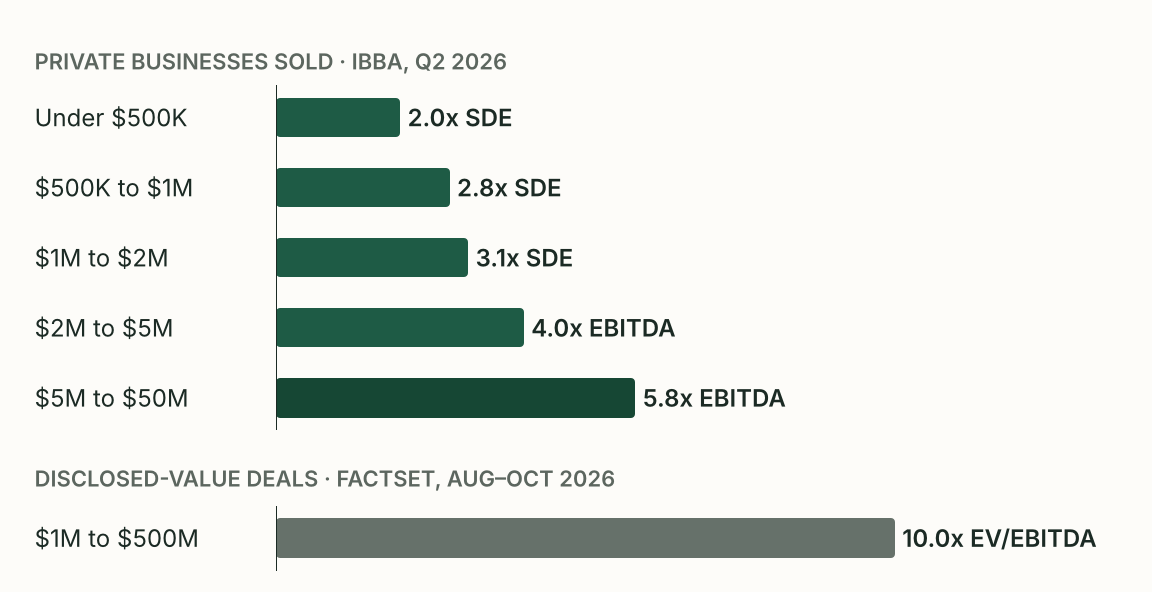 PRIVATE BUSINESSES SOLD · IBBA, Q2 2026
Under $500K 2.0x SDE
$500K to $1M 2.8x SDE
$1M to $2M 3.1x SDE
$2M to $5M 4.0x EBITDA
$5M to $50M 5.8x EBITDA
DISCLOSED-VALUE DEALS · FACTSET, AUG–OCT 2026
$1M to $500M 10.0x EV/EBITDA